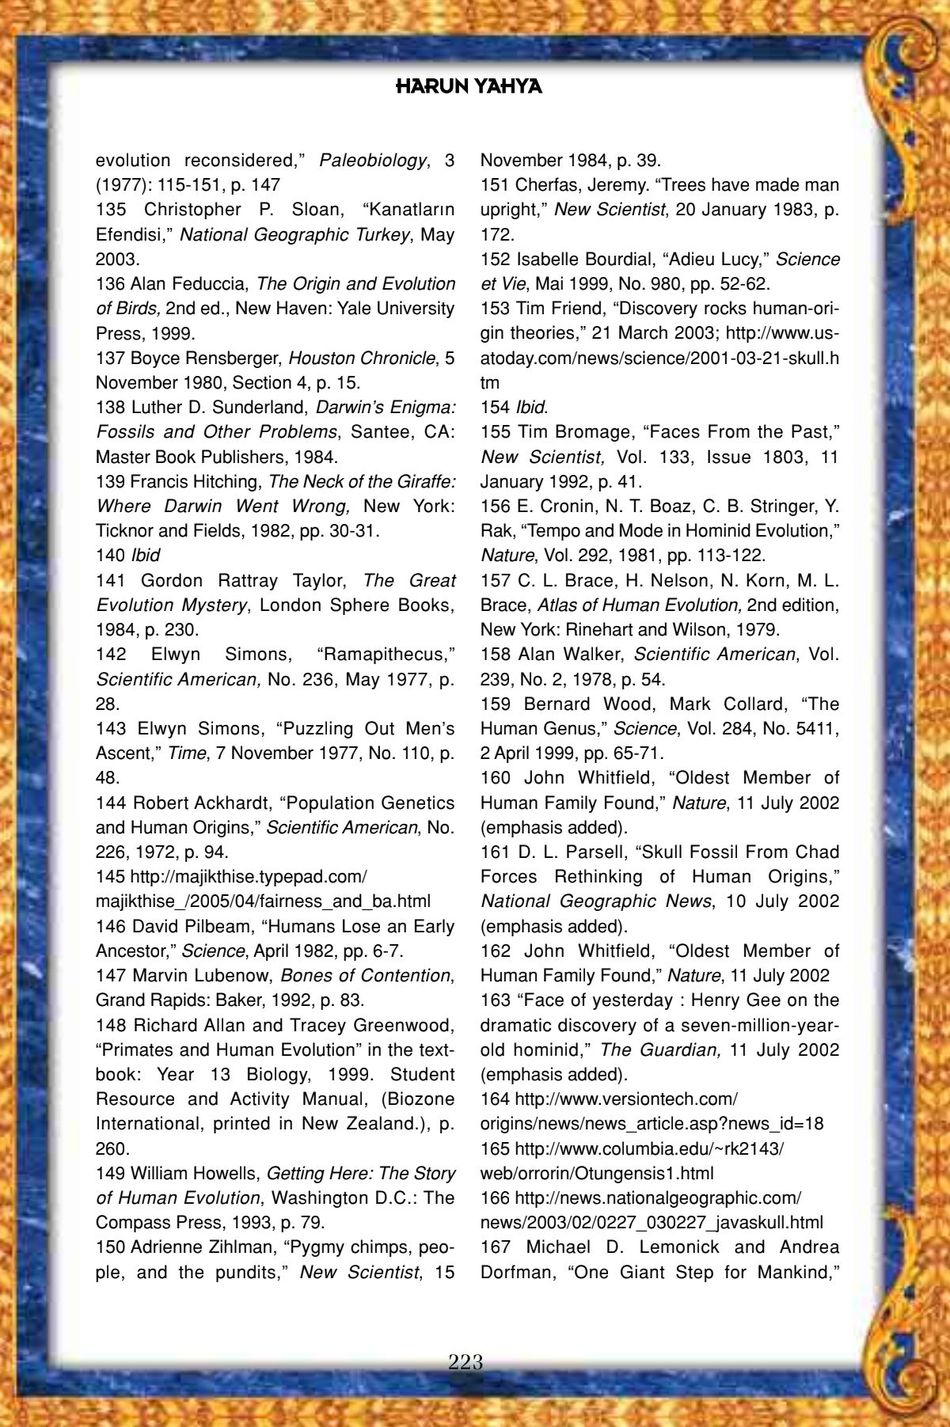 HARUN YAHYA
evolution reconsidered,” Paleobiology, 3
(1977): 115-151, p. 147
135 Christopher P. Sloan, “Kanatların
Efendisi,” National Geographic Turkey, May
2003.
136 Alan Feduccia, The Origin and Evolution
of Birds, 2nd ed., New Haven: Yale University
Press, 1999.
137 Boyce Rensberger, Houston Chronicle, 5
November 1980, Section 4, p. 15.
138 Luther D. Sunderland, Darwin’s Enigma:
Fossils and Other Problems, Santee, CA:
Master Book Publishers, 1984.
139 Francis Hitching, The Neck of the Giraffe:
Where Darwin Went Wrong, New York:
Ticknor and Fields, 1982, pp. 30-31.
140 Ibid
141 Gordon Rattray Taylor, The Great
Evolution Mystery, London Sphere Books,
1984, p. 230.
142 Elwyn Simons, “Ramapithecus,”
Scientific American, No. 236, May 1977, p.
28.
143 Elwyn Simons, “Puzzling Out Men’s
Ascent,” Time, 7 November 1977, No. 110, p.
48.
144 Robert Ackhardt, “Population Genetics
and Human Origins,” Scientific American, No.
226, 1972, p. 94.
145 http://majikthise.typepad.com/
majikthise_/2005/04/fairness_and_ba.html
146 David Pilbeam, “Humans Lose an Early
Ancestor,” Science, April 1982, pp. 6-7.
147 Marvin Lubenow, Bones of Contention,
Grand Rapids: Baker, 1992, p. 83.
148 Richard Allan and Tracey Greenwood,
“Primates and Human Evolution” in the text-
book: Year 13 Biology, 1999. Student
Resource and Activity Manual, (Biozone
International, printed in New Zealand.), p.
260.
149 William Howells, Getting Here: The Story
of Human Evolution, Washington D.C.: The
Compass Press, 1993, p. 79.
150 Adrienne Zihlman, “Pygmy chimps, peo-
ple, and the pundits,” New Scientist, 15
November 1984, p. 39.
151 Cherfas, Jeremy. “Trees have made man
upright,” New Scientist, 20 January 1983, p.
172.
152 Isabelle Bourdial, “Adieu Lucy,” Science
et Vie, Mai 1999, No. 980, pp. 52-62.
153 Tim Friend, “Discovery rocks human-ori-
gin theories,” 21 March 2003; http://www.us-
atoday.com/news/science/2001-03-21-skull.h
tm
154 Ibid.
155 Tim Bromage, “Faces From the Past,”
New Scientist, Vol. 133, Issue 1803, 11
January 1992, p. 41.
156 E. Cronin, N. T. Boaz, C. B. Stringer, Y.
Rak, “Tempo and Mode in Hominid Evolution,”
Nature, Vol. 292, 1981, pp. 113-122.
157 C. L. Brace, H. Nelson, N. Korn, M. L.
Brace, Atlas of Human Evolution, 2nd edition,
New York: Rinehart and Wilson, 1979.
158 Alan Walker, Scientific American, Vol.
239, No. 2, 1978, p. 54.
159 Bernard Wood, Mark Collard, “The
Human Genus,” Science, Vol. 284, No. 5411,
2 April 1999, pp. 65-71.
160 John Whitfield, “Oldest Member of
Human Family Found,” Nature, 11 July 2002
(emphasis added).
161 D. L. Parsell, “Skull Fossil From Chad
Forces Rethinking of Human Origins,”
National Geographic News, 10 July 2002
(emphasis added).
162 John Whitfield, “Oldest Member of
Human Family Found,” Nature, 11 July 2002
163 “Face of yesterday : Henry Gee on the
dramatic discovery of a seven-million-year-
old hominid,” The Guardian, 11 July 2002
(emphasis added).
164 http://www.versiontech.com/
origins/news/news_article.asp?news_id=18
165 http://www.columbia.edu/~rk2143/
web/orrorin/Otungensis1.html
166 http://news.nationalgeographic.com/
news/2003/02/0227_030227_javaskull.html
167 Michael D. Lemonick and Andrea
Dorfman, “One Giant Step for Mankind,”
223